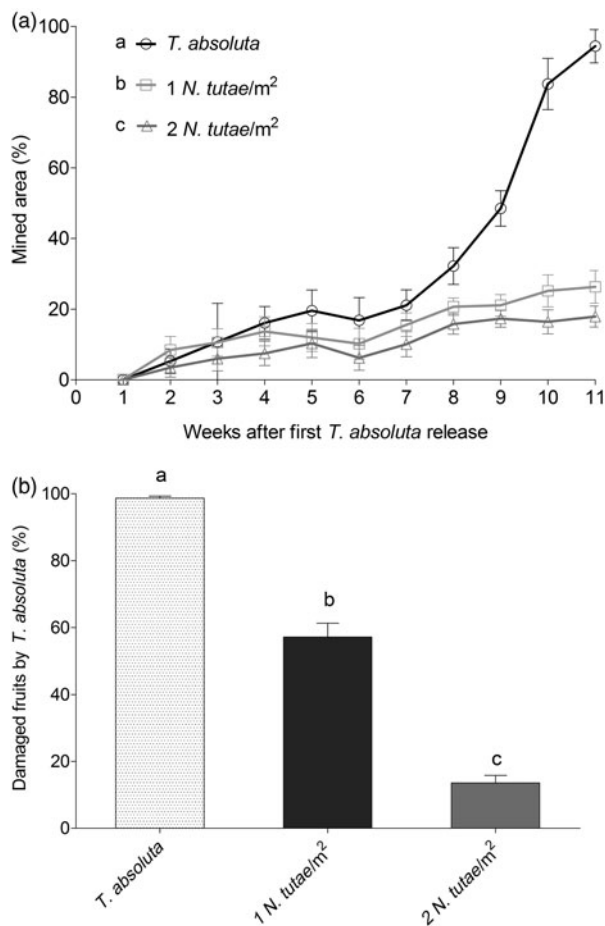 (a)
100
80
60
40
20
0
Mined area (%)
a T. absoluta
b 1 N. tutae/m²
c 2 N. tutae/m²
0 1 2 3 4 5 6 7 8 9 10 11
Weeks after first T. absoluta release
(b)
100
80
60
40
20
0
Damaged fruits by T. absoluta (%)
a
b
c
T. absoluta
1 N. tutae/m²
2 N. tutae/m²